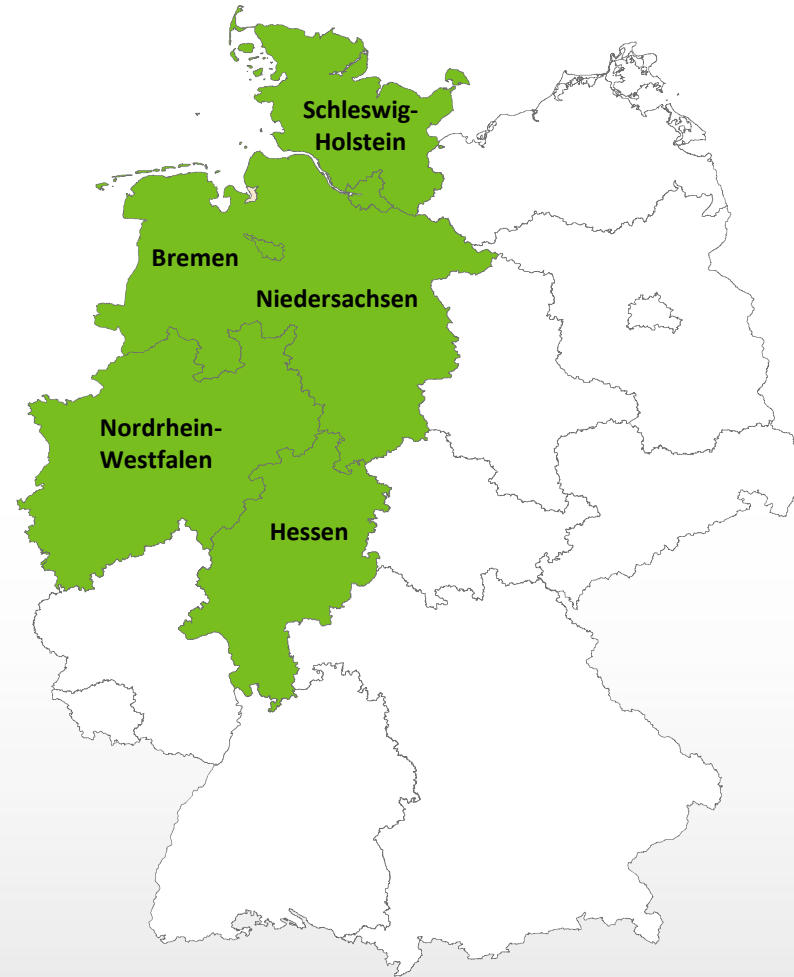 Schleswig-
Holstein
Bremen
Niedersachsen
Nordrhein-
Westfalen
Hessen